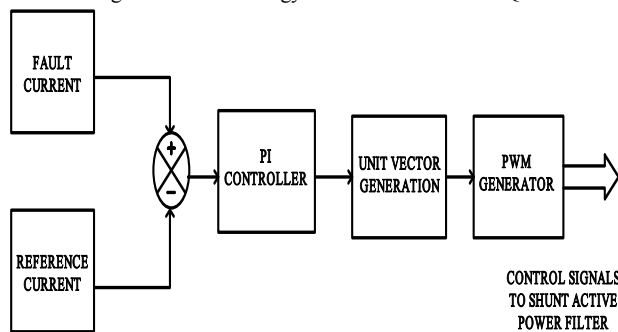 FAULT
CURRENT
+
−
PI
CONTROLLER
UNIT VECTOR
GENERATION
PWM
GENERATOR
REFERENCE
CURRENT
CONTROL SIGNALS
TO SHUNT ACTIVE
POWER FILTER